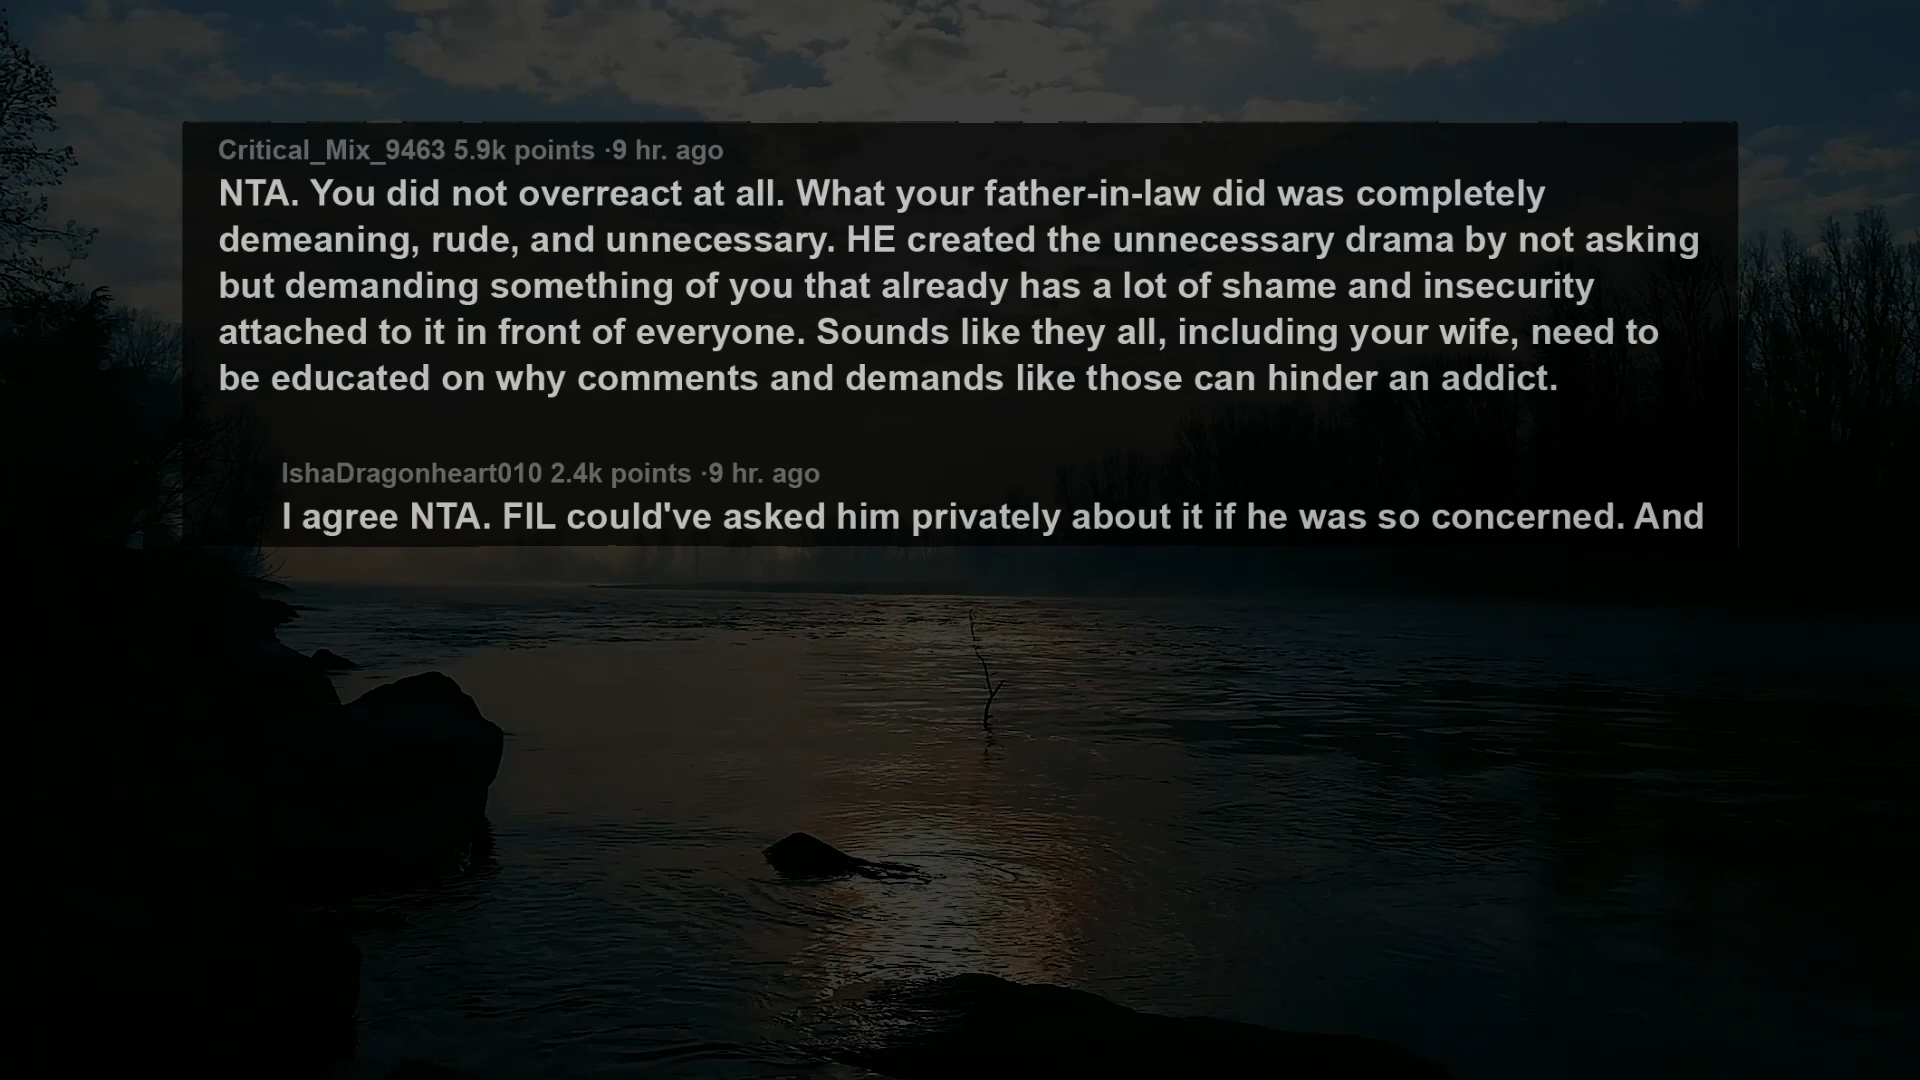 Critical_Mix_9463 5.9k points ·9 hr. ago
NTA. You did not overreact at all. What your father-in-law did was completely
demeaning, rude, and unnecessary. HE created the unnecessary drama by not asking
but demanding something of you that already has a lot of shame and insecurity
attached to it in front of everyone. Sounds like they all, including your wife, need to
be educated on why comments and demands like those can hinder an addict.
IshaDragonheart010 2.4k points ·9 hr. ago
I agree NTA. FIL could've asked him privately about it if he was so concerned. And